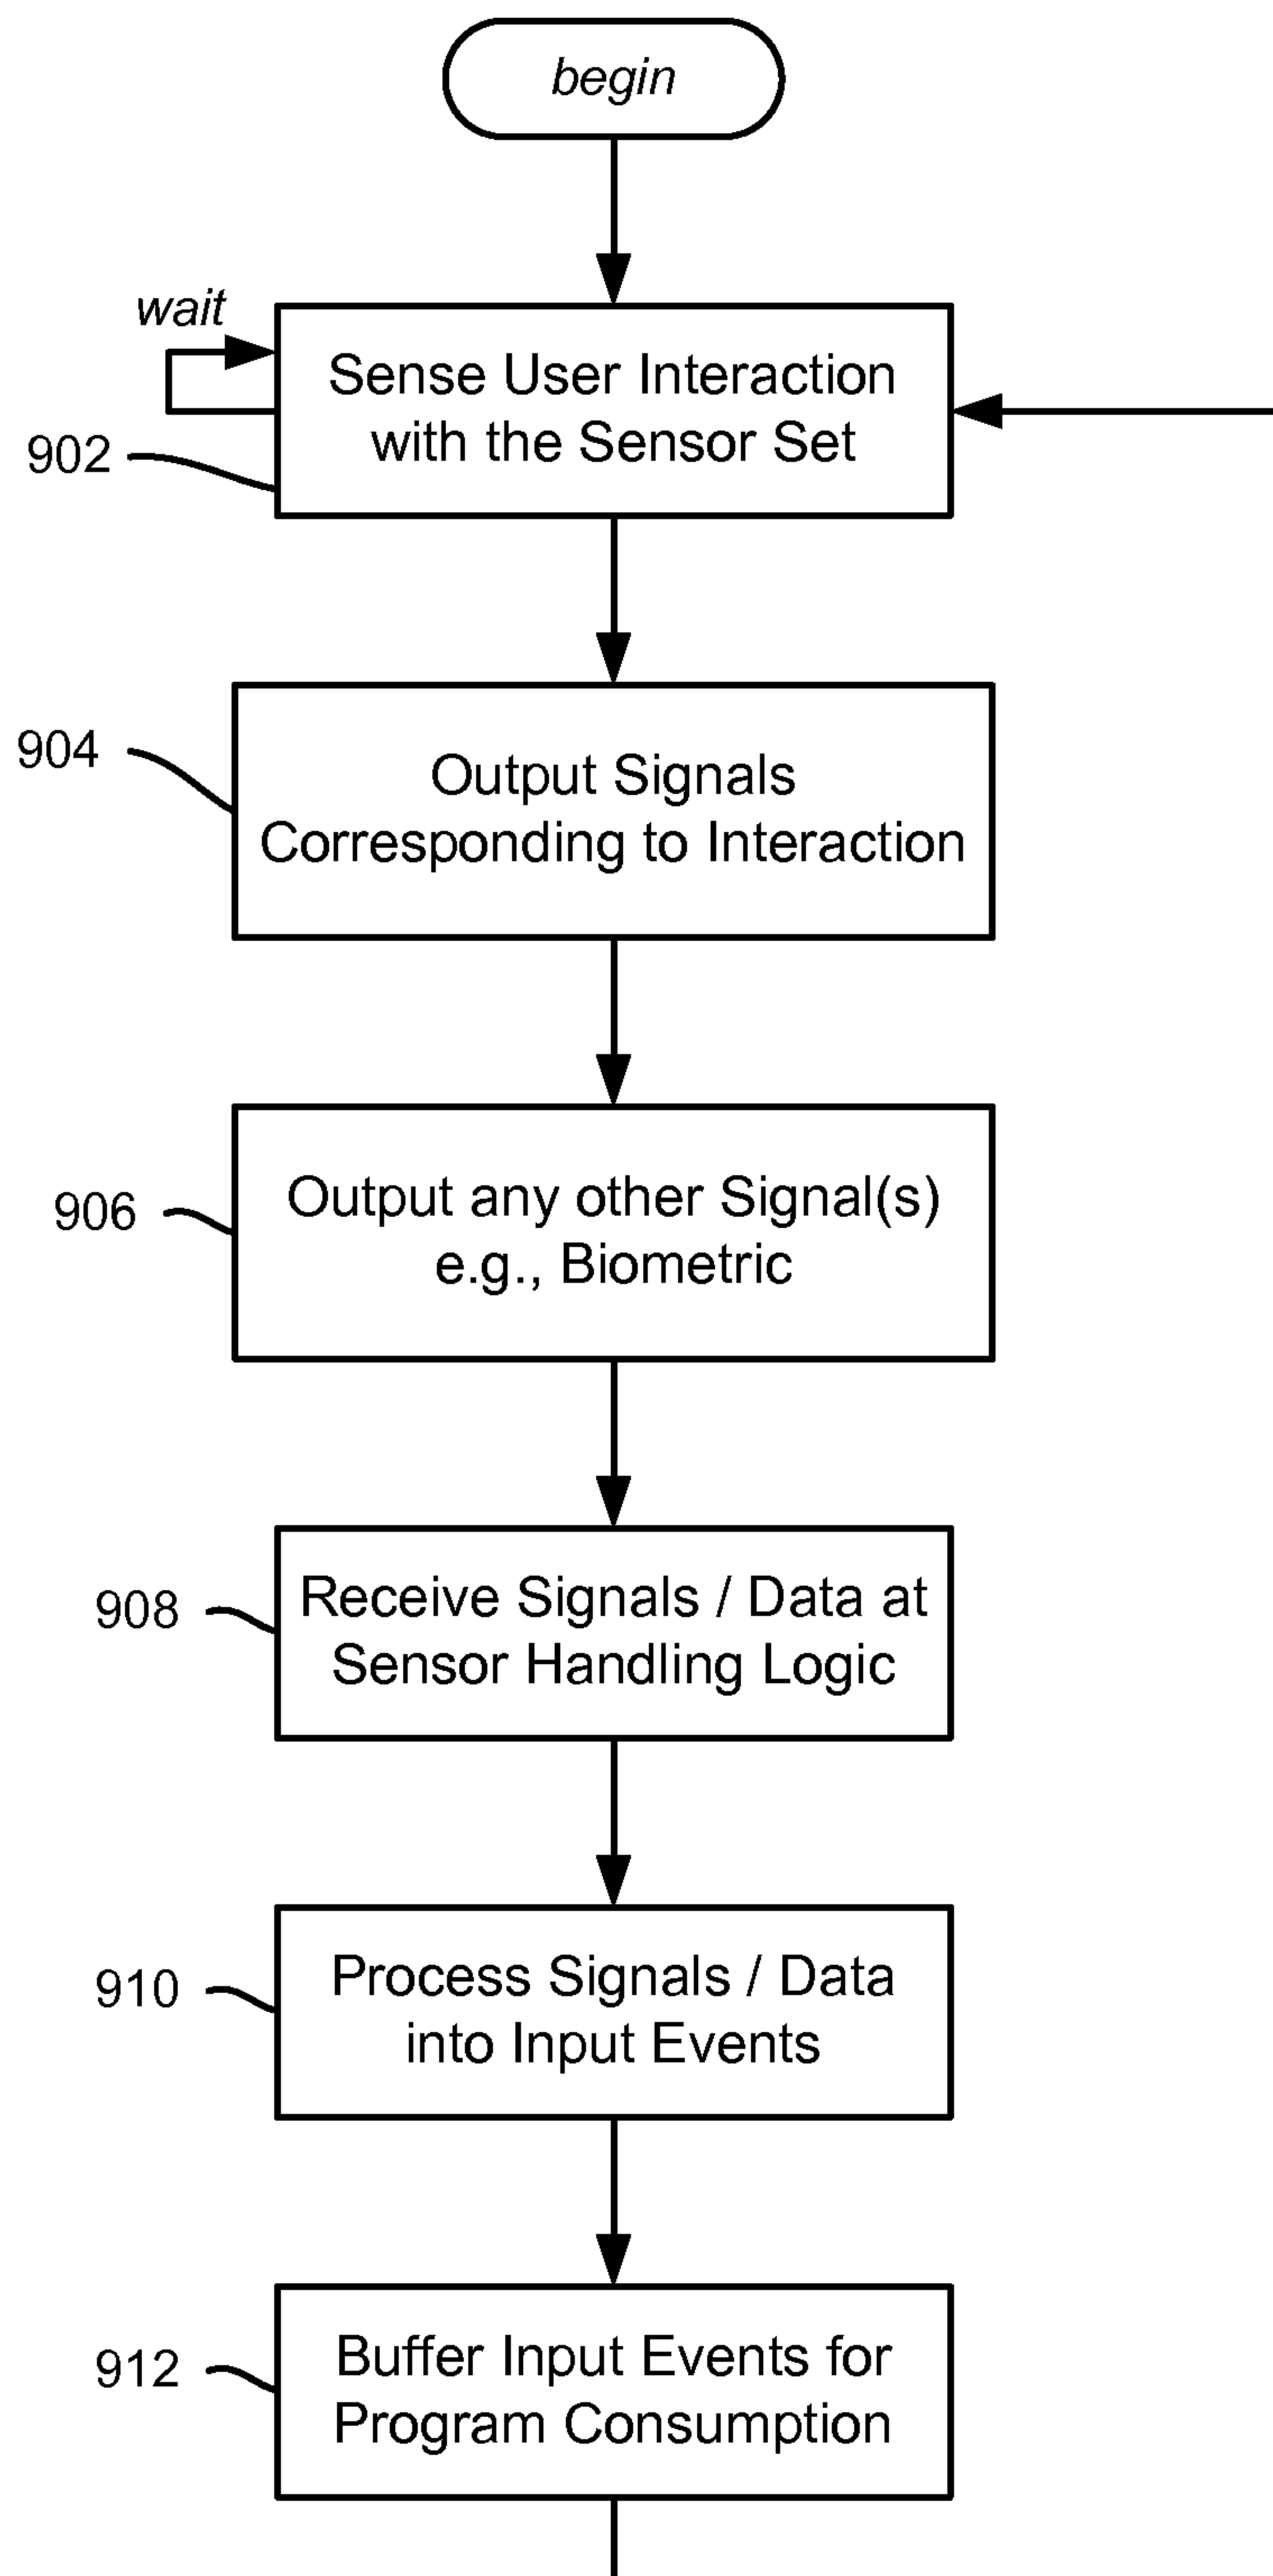 begin
wait
Sense User Interaction
with the Sensor Set
902
904
Output Signals
Corresponding to Interaction
906
Output any other Signal(s)
e.g., Biometric
908
Receive Signals / Data at
Sensor Handling Logic
910
Process Signals / Data
into Input Events
912
Buffer Input Events for
Program Consumption